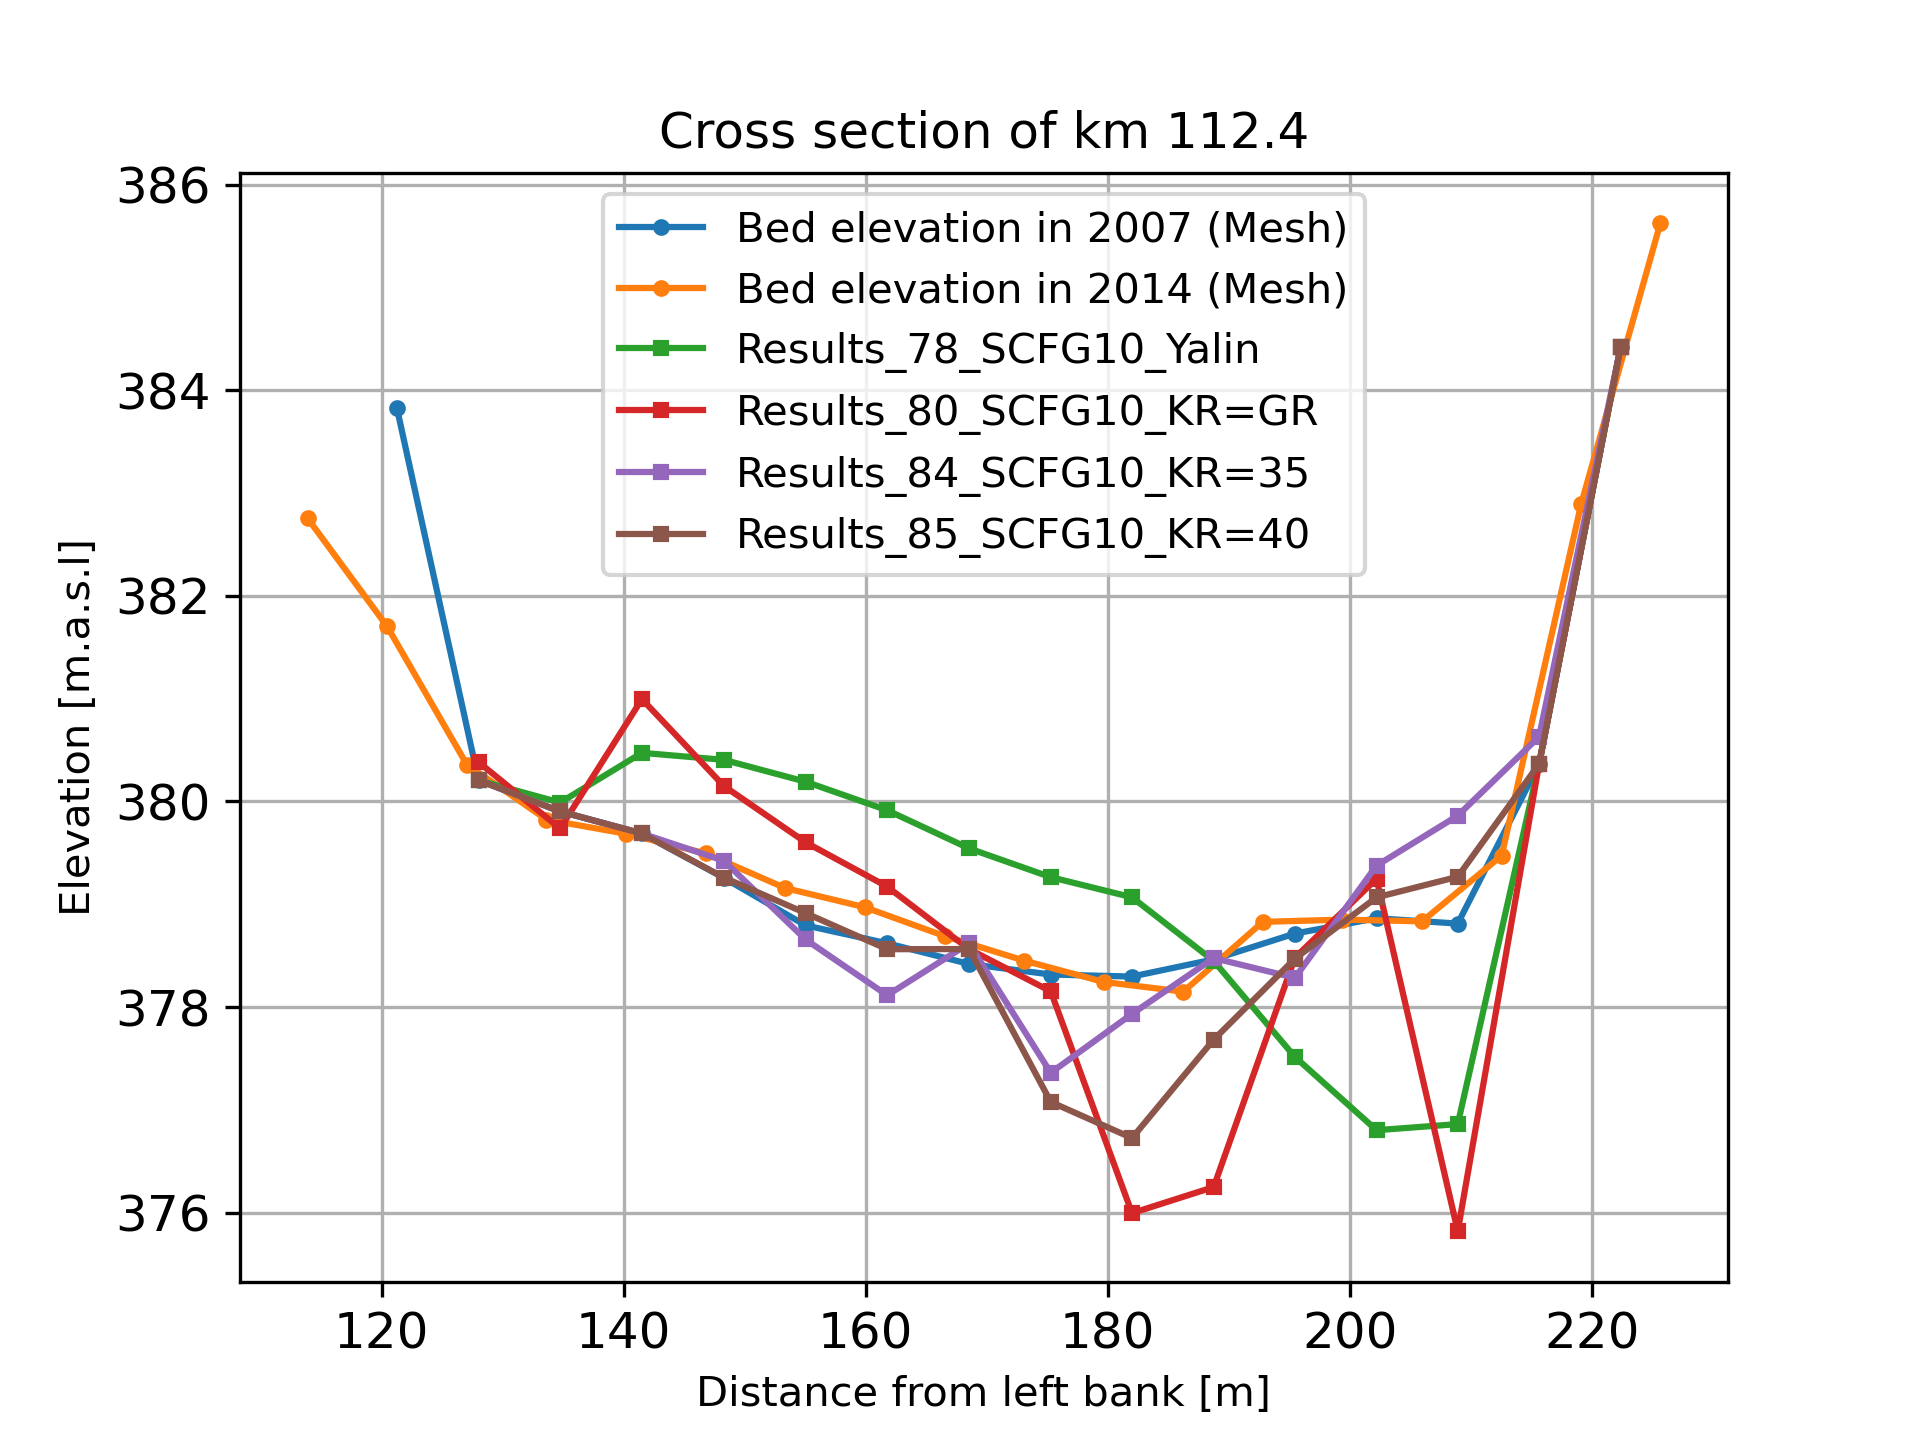 Cross section of km 112.4
386
384
382
380
378
376
Elevation [m.a.s.l]
Bed elevation in 2007 (Mesh)
Bed elevation in 2014 (Mesh)
Results_78_SCFG10_Yalin
Results_80_SCFG10_KR=GR
Results_84_SCFG10_KR=35
Results_85_SCFG10_KR=40
120 140 160 180 200 220
Distance from left bank [m]